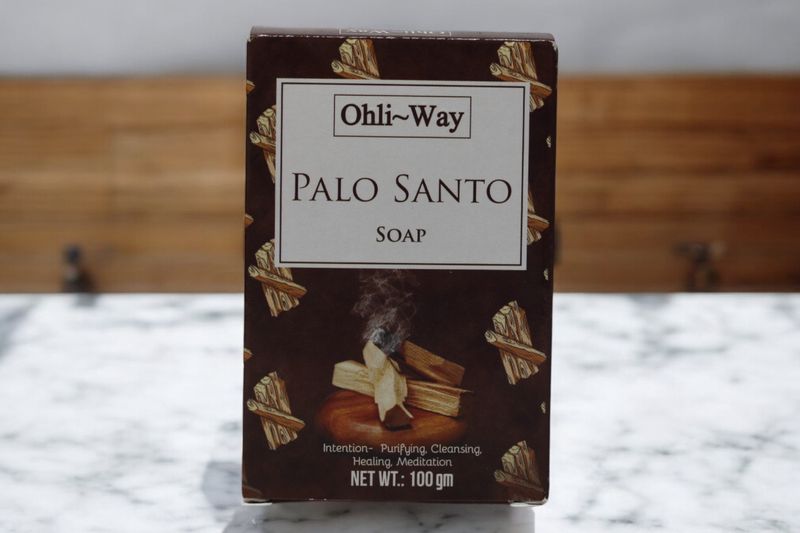 Ohli~Way
PALO SANTO
SOAP
Intention- Purifying, Cleansing,
Healing, Meditation
NET WT.: 100 gm